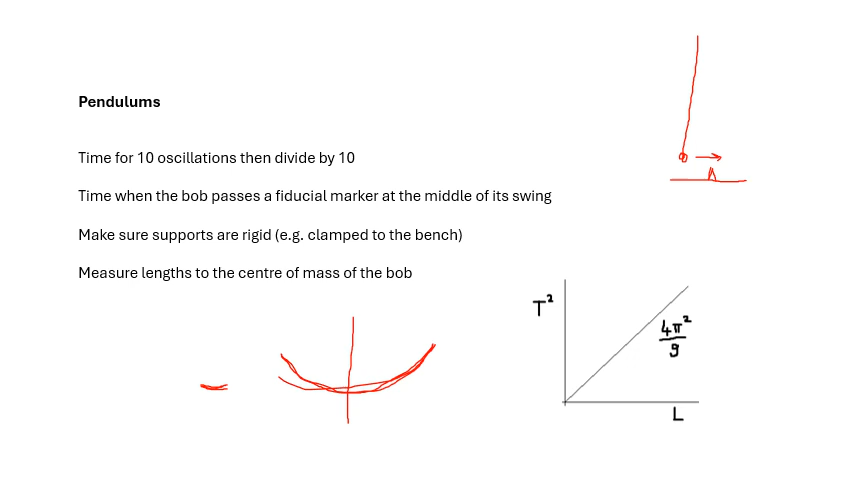 Pendulums
Time for 10 oscillations then divide by 10
Time when the bob passes a fiducial marker at the middle of its swing
Make sure supports are rigid (e.g. clamped to the bench)
Measure lengths to the centre of mass of the bob
T²
4π²
g
L